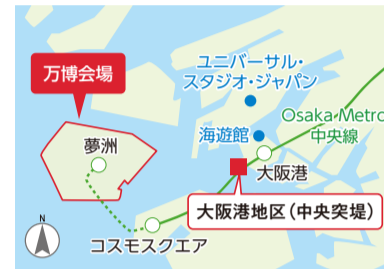 ユニバーサル・
スタジオ・ジャパン
万博会場
Osaka Metro
中央線
海遊館
夢洲
大阪港
大阪港地区(中央突堤)
N
コスモスクエア